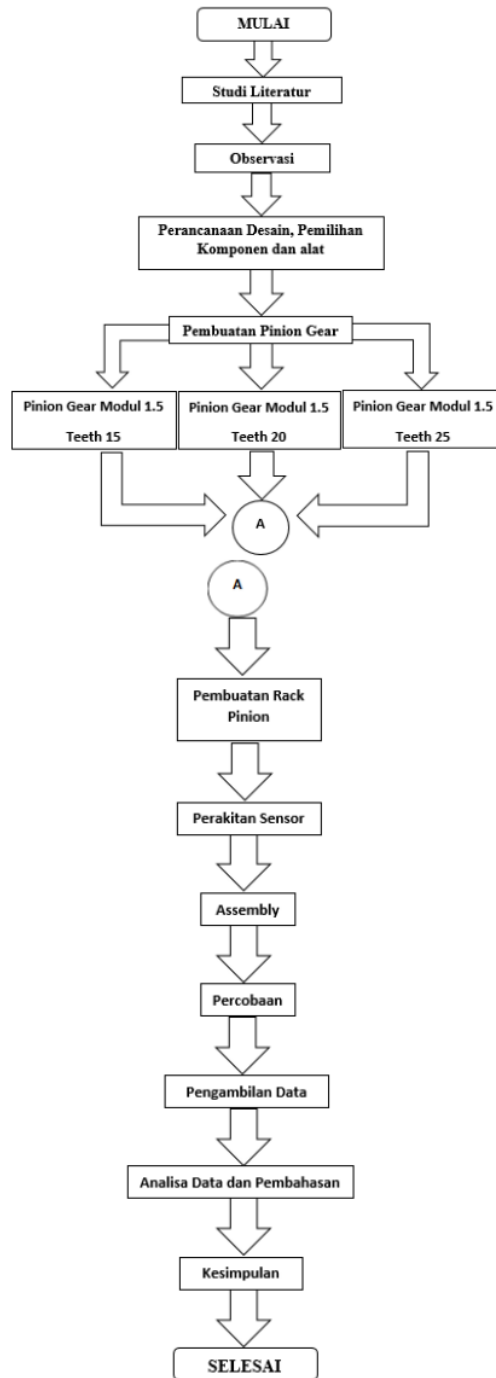 MULAI
Studi Literatur
Observasi
Perancanaan Desain, Pemilihan
Komponen dan alat
Pembuatan Pinion Gear
Pinion Gear Modul 1.5
Teeth 15
Pinion Gear Modul 1.5
Teeth 20
Pinion Gear Modul 1.5
Teeth 25
A
A
Pembuatan Rack
Pinion
Perakitan Sensor
Assembly
Percobaan
Pengambilan Data
Analisa Data dan Pembahasan
Kesimpulan
SELESAI